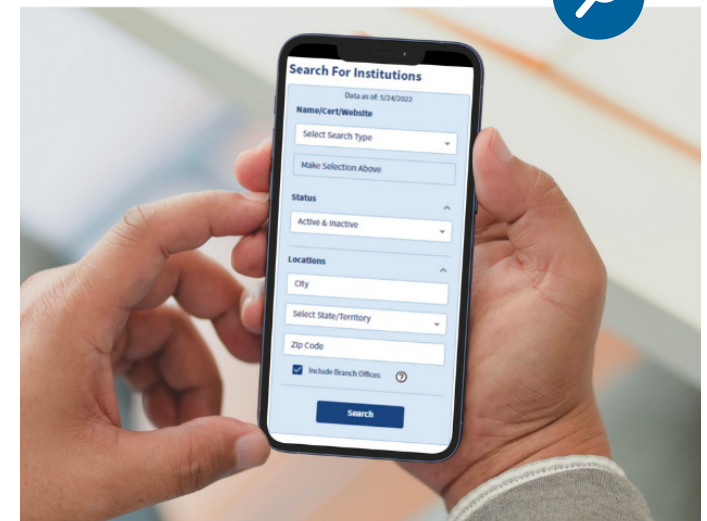 Search For Institutions
Data as of: 5/24/2022
Name/Cert/Website
Select Search Type
Make Selection Above
Status
Active & Inactive
Locations
City
Select State/Territory
Zip Code
Include Branch Offices
Search